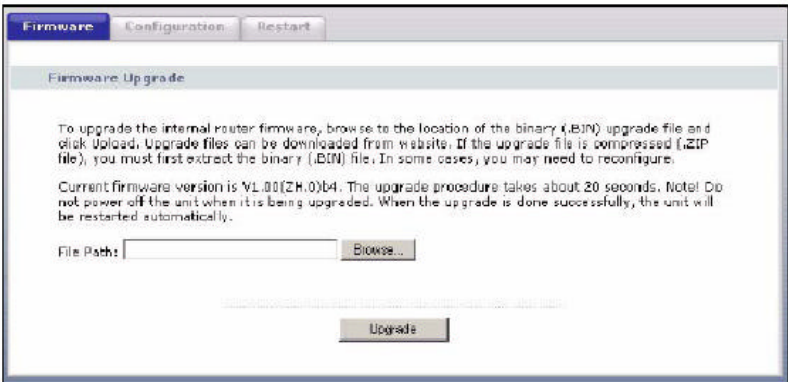 Firmware Configuration Restart
Firmware Upgrade
To upgrade the internal router firmware, browse to the location of the binary (.BIN) upgrade file and
click Upload. Upgrade files can be downloaded from website. If the upgrade file is compressed (.ZIP
file), you must first extract the binary (.BIN) file. In some cases, you may need to reconfigure.
Current firmware version is V1.00(ZH.0)b4. The upgrade procedure takes about 20 seconds. Note! Do
not power off the unit when it is being upgraded. When the upgrade is done successfully, the unit will
be restarted automatically.
File Path: Browse...
Upgrade